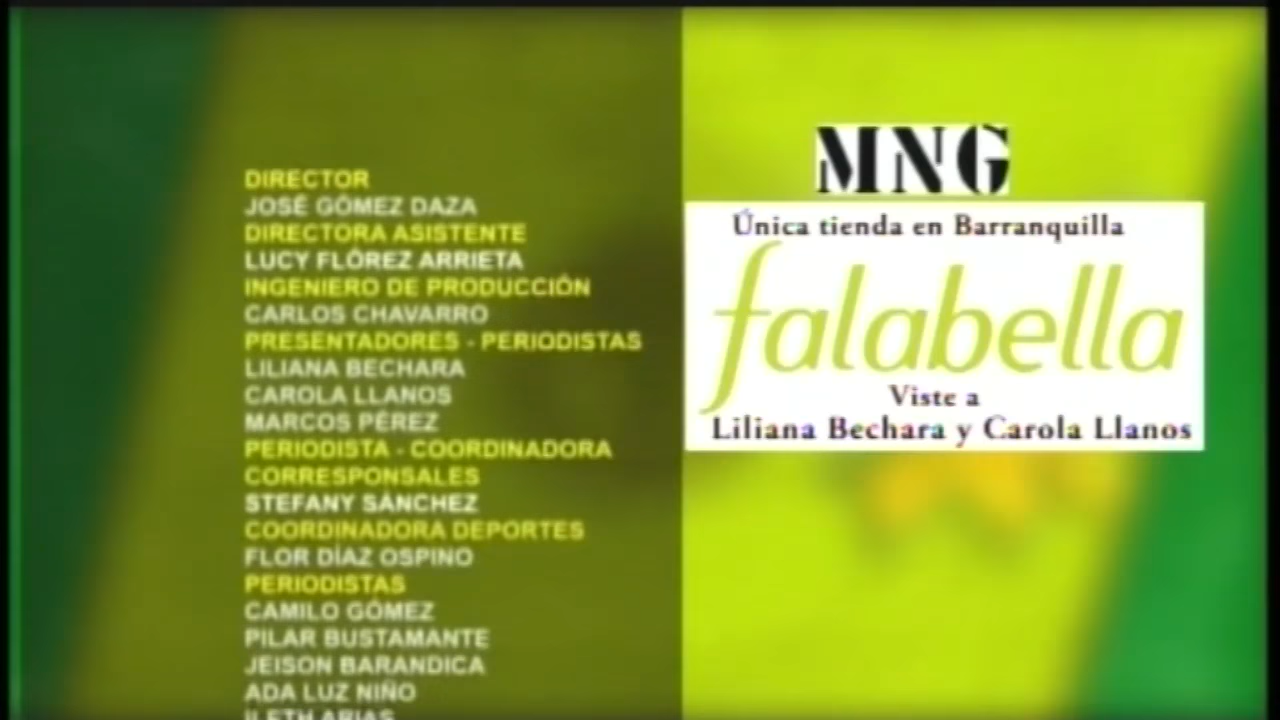 DIRECTOR
JOSÉ GÓMEZ DAZA
DIRECTORA ASISTENTE
LUCY FLÓREZ ARRIETA
INGENIERO DE PRODUCCIÓN
CARLOS CHAVARRO
PRESENTADORES - PERIODISTAS
LILIANA BECHARA
CAROLA LLANOS
MARCOS PÉREZ
PERIODISTA - COORDINADORA
CORRESPONSALES
STEFANY SÁNCHEZ
COORDINADORA DEPORTES
FLOR DÍAZ OSPINO
PERIODISTAS
CAMILO GÓMEZ
PILAR BUSTAMANTE
JEISON BARANDICA
ADA LUZ NIÑO
ILETH ARIAS
MNG
Única tienda en Barranquilla
falabella
Viste a
Liliana Bechara y Carola Llanos